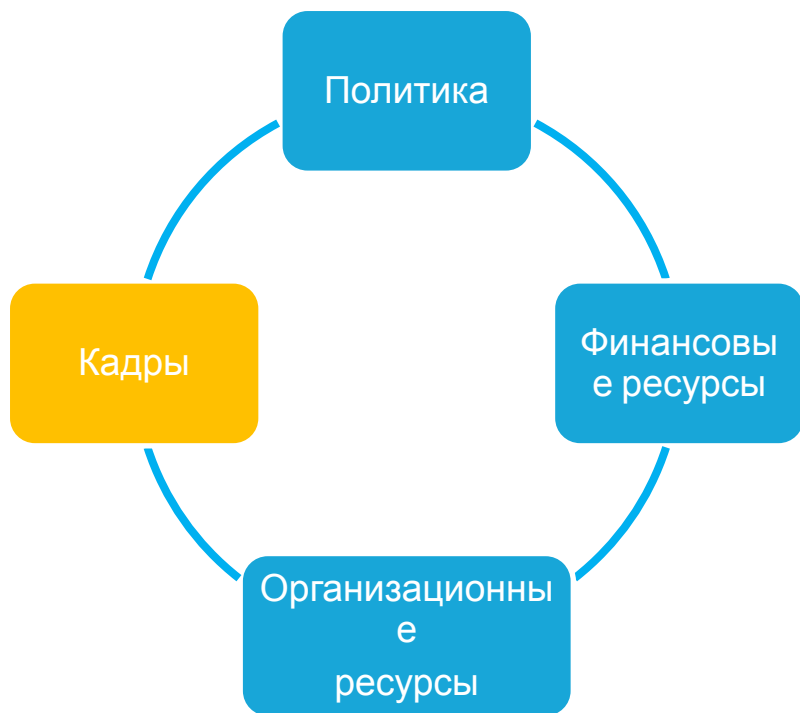 Политика
Кадры
Финансовы
е ресурсы
Организационны
е
ресурсы